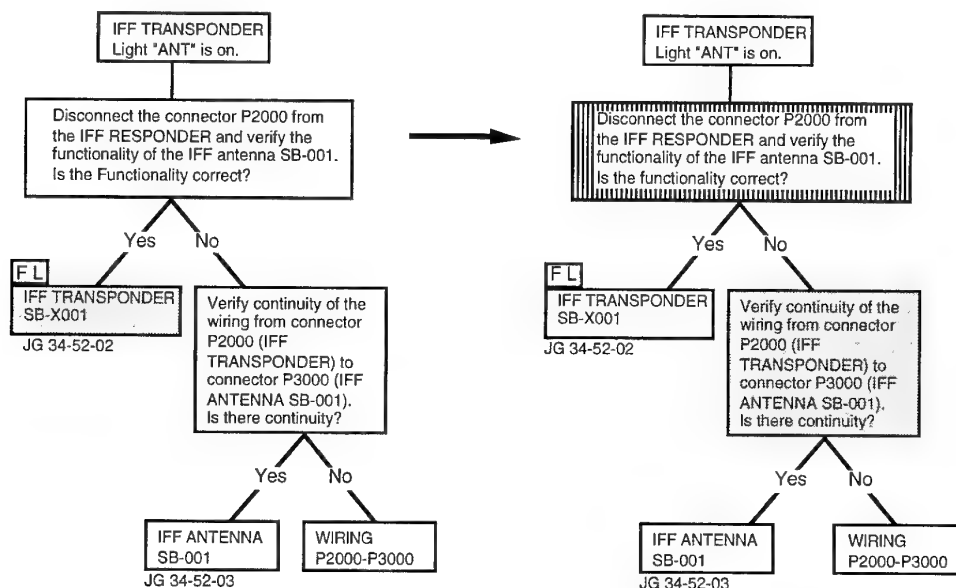 IFF TRANSPONDER
Light "ANT" is on.
Disconnect the connector P2000 from
the IFF RESPONDER and verify the
functionality of the IFF antenna SB-001.
Is the Functionality correct?
Yes
No
F L
IFF TRANSPONDER
SB-X001
JG 34-52-02
Verify continuity of the
wiring from connector
P2000 (IFF
TRANSPONDER) to
connector P3000 (IFF
ANTENNA SB-001).
Is there continuity?
Yes
No
IFF ANTENNA
SB-001
JG 34-52-03
WIRING
P2000-P3000
IFF TRANSPONDER
Light "ANT" is on.
Disconnect the connector P2000 from
the IFF RESPONDER and verify the
functionality of the IFF antenna SB-001.
Is the functionality correct?
Yes
No
F L
IFF TRANSPONDER
SB-X001
JG 34-52-02
Verify continuity of the
wiring from connector
P2000 (IFF
TRANSPONDER) to
connector P3000 (IFF
ANTENNA SB-001).
Is there continuity?
Yes
No
IFF ANTENNA
SB-001
JG 34-52-03
WIRING
P2000-P3000